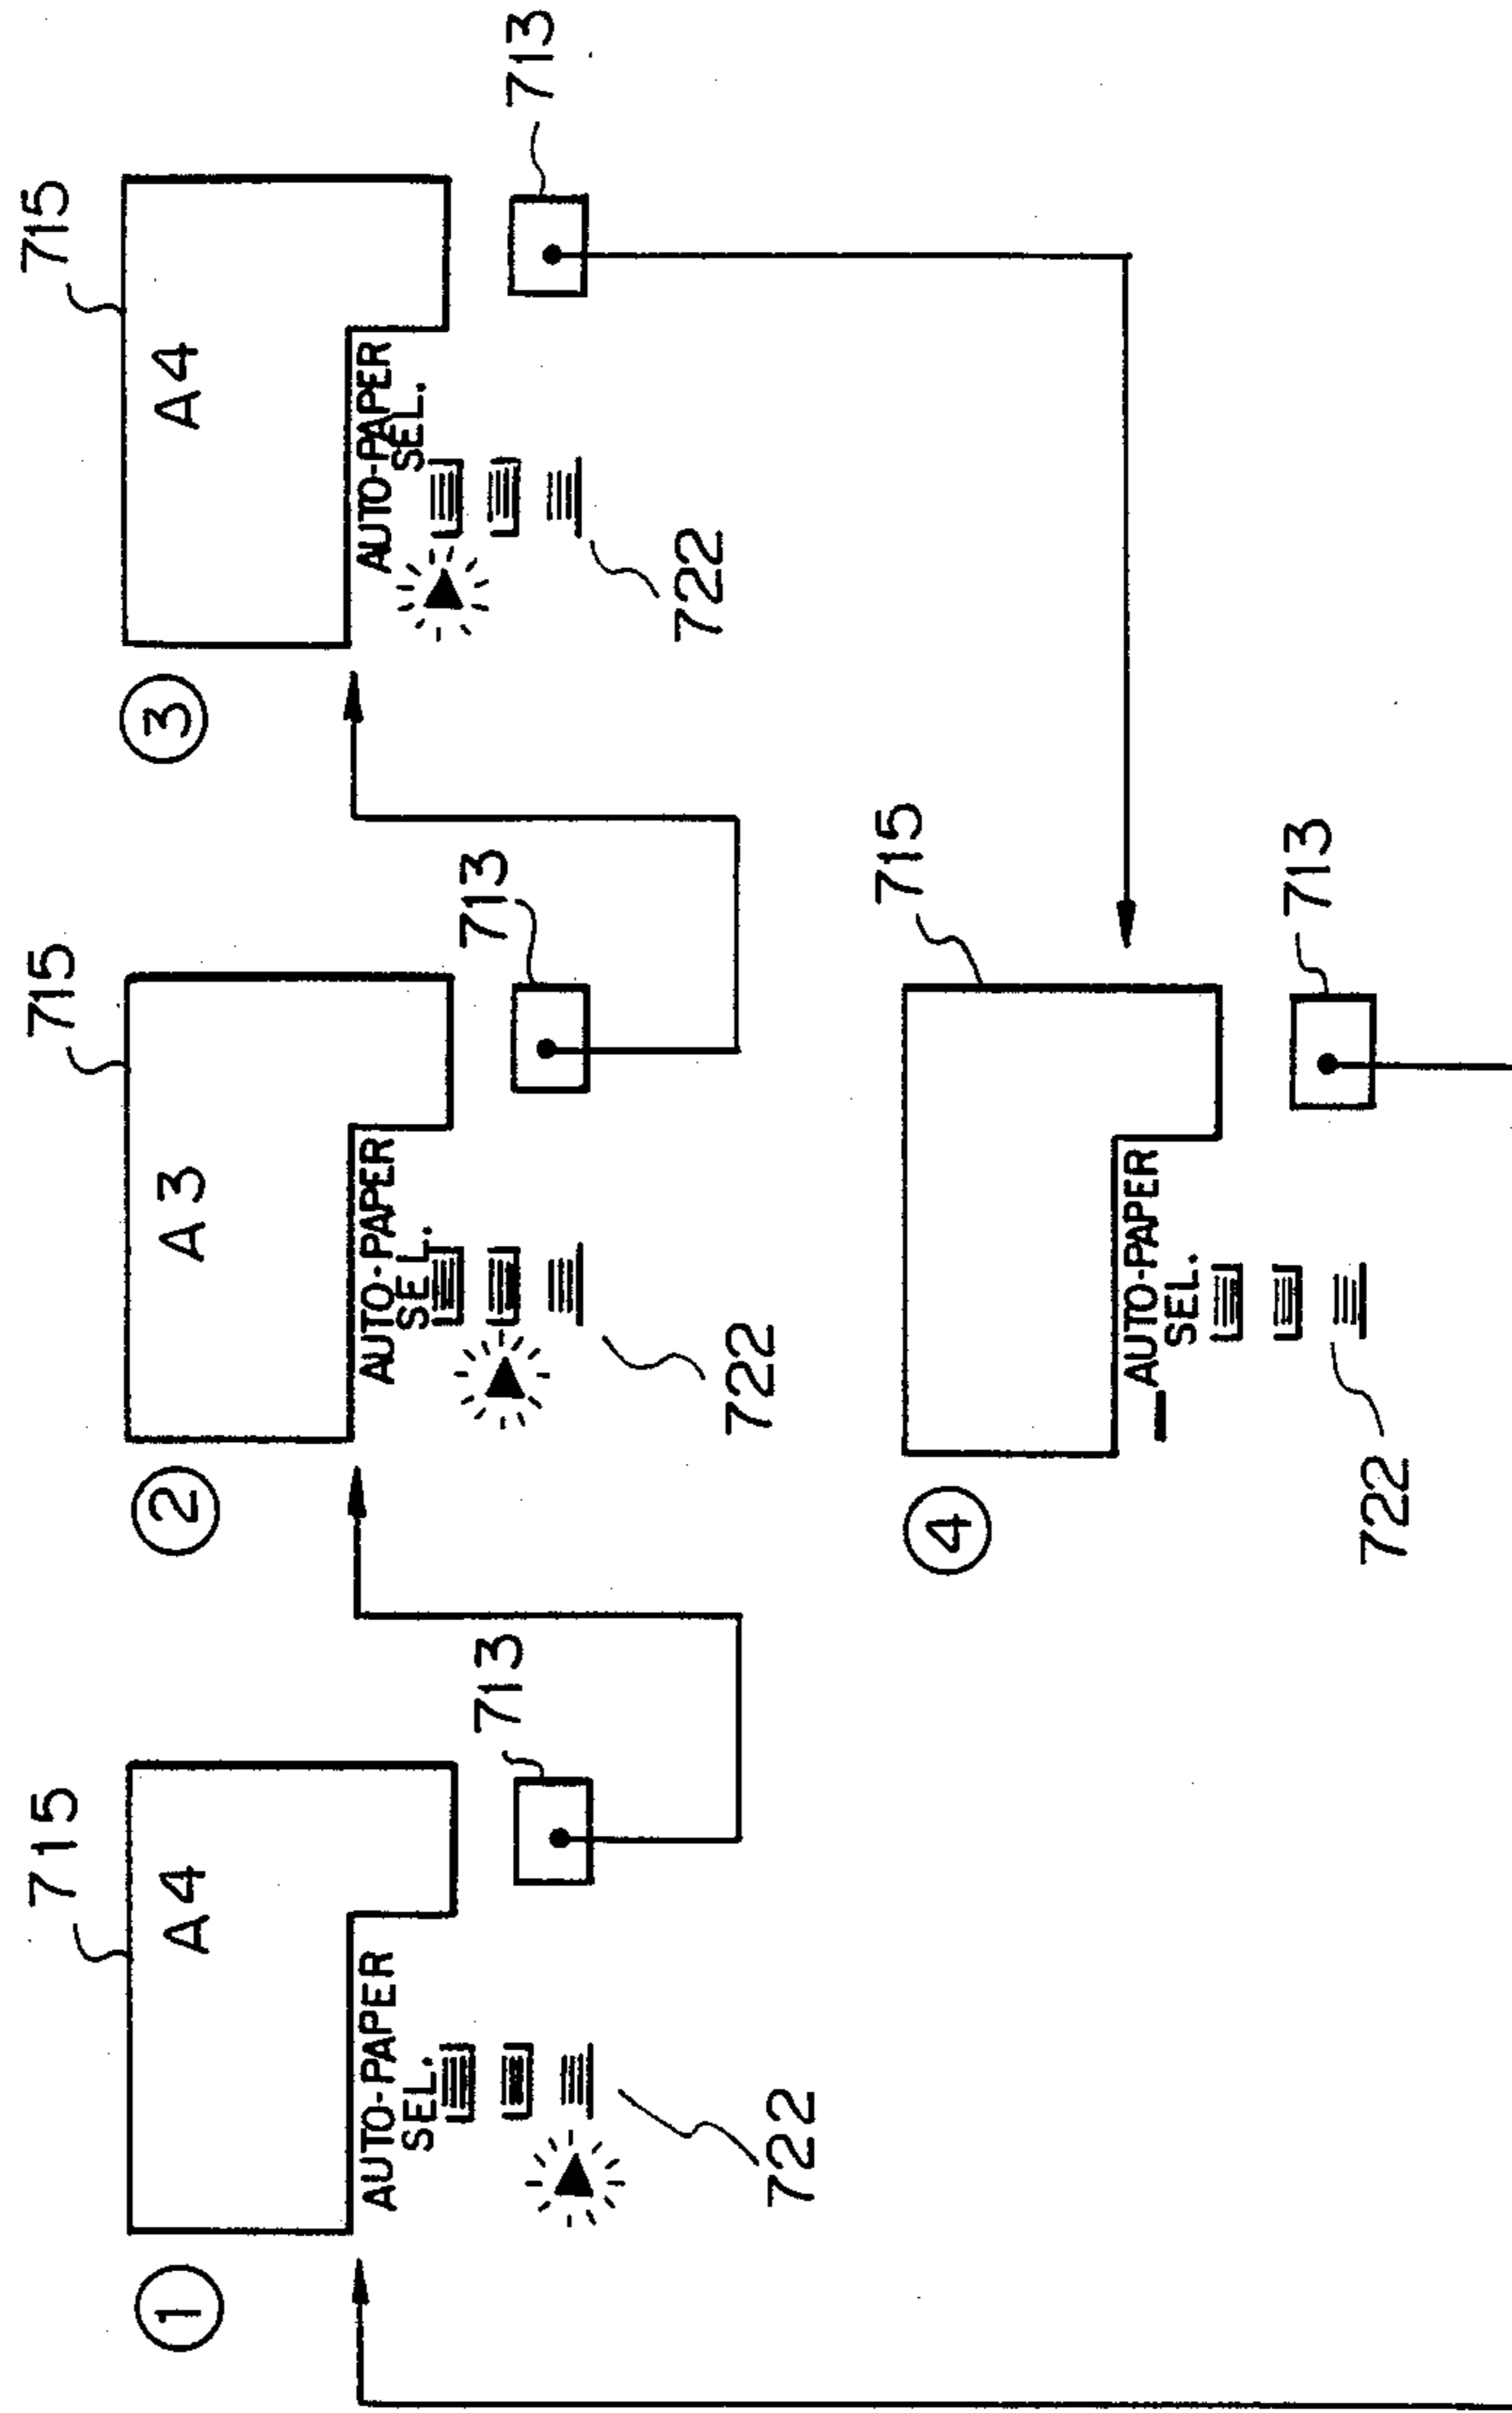 ①
715
A4
AUTO-PAPER
SEL.
713
722
②
715
A3
AUTO-PAPER
SEL.
713
722
③
715
A4
AUTO-PAPER
SEL.
713
722
④
715
AUTO-PAPER
SEL.
713
722